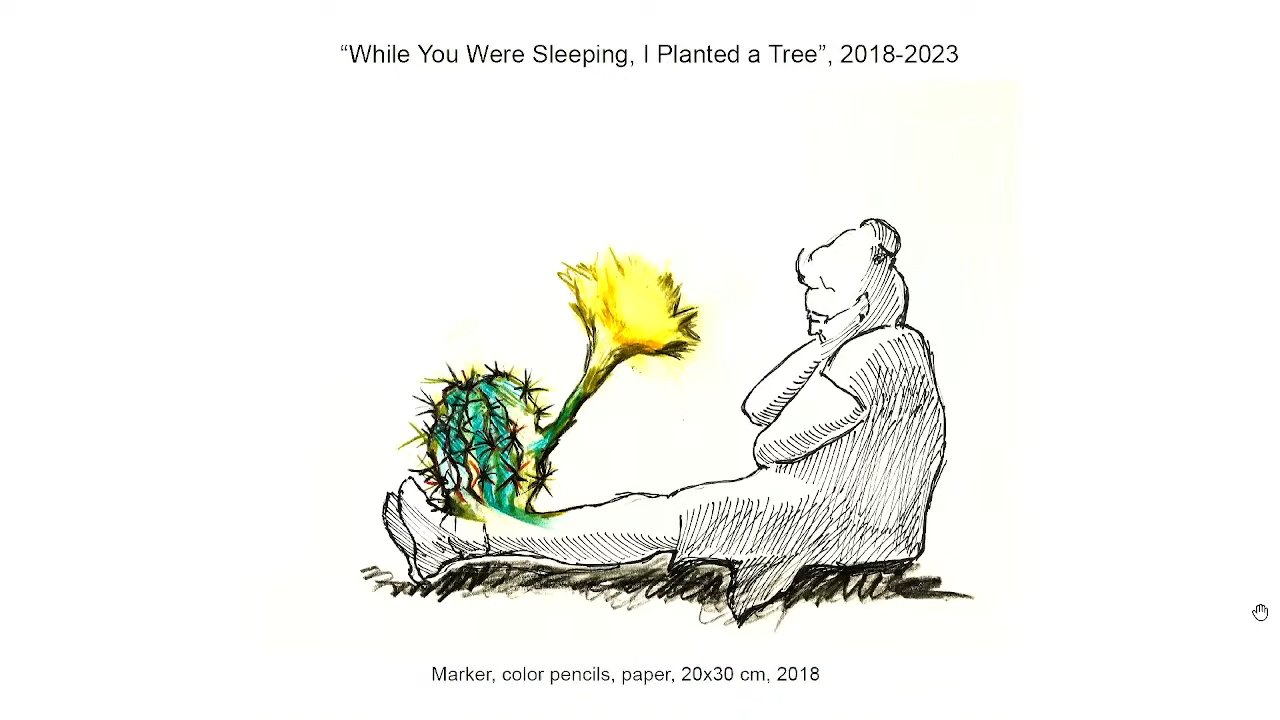 “While You Were Sleeping, I Planted a Tree”, 2018-2023
Marker, color pencils, paper, 20x30 cm, 2018